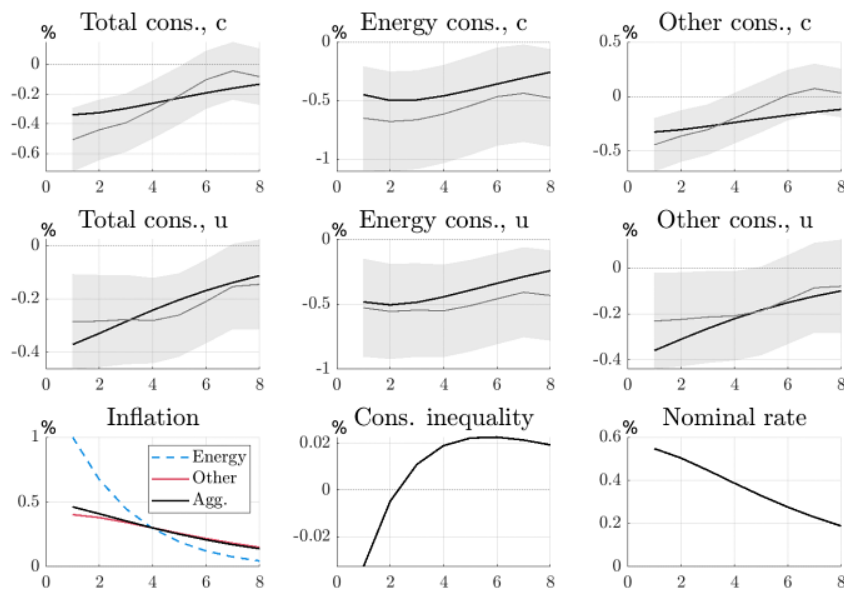 Total cons., c
Energy cons., c
Other cons., c
%
%
%
0
0
0.5
-0.2
0
-0.4
-0.5
-0.6
-0.5
-1
0 2 4 6 8
0 2 4 6 8
0 2 4 6 8
Total cons., u
Energy cons., u
Other cons., u
%
%
%
0
0
0
-0.2
-0.5
-0.2
-0.4
-1
-0.4
0 2 4 6 8
0 2 4 6 8
0 2 4 6 8
Inflation
Cons. inequality
Nominal rate
%
%
%
1
0.02
0.6
Energy
Other
Agg.
0.5
0
0.4
-0.02
0.2
0
0
0 2 4 6 8
0 2 4 6 8
0 2 4 6 8